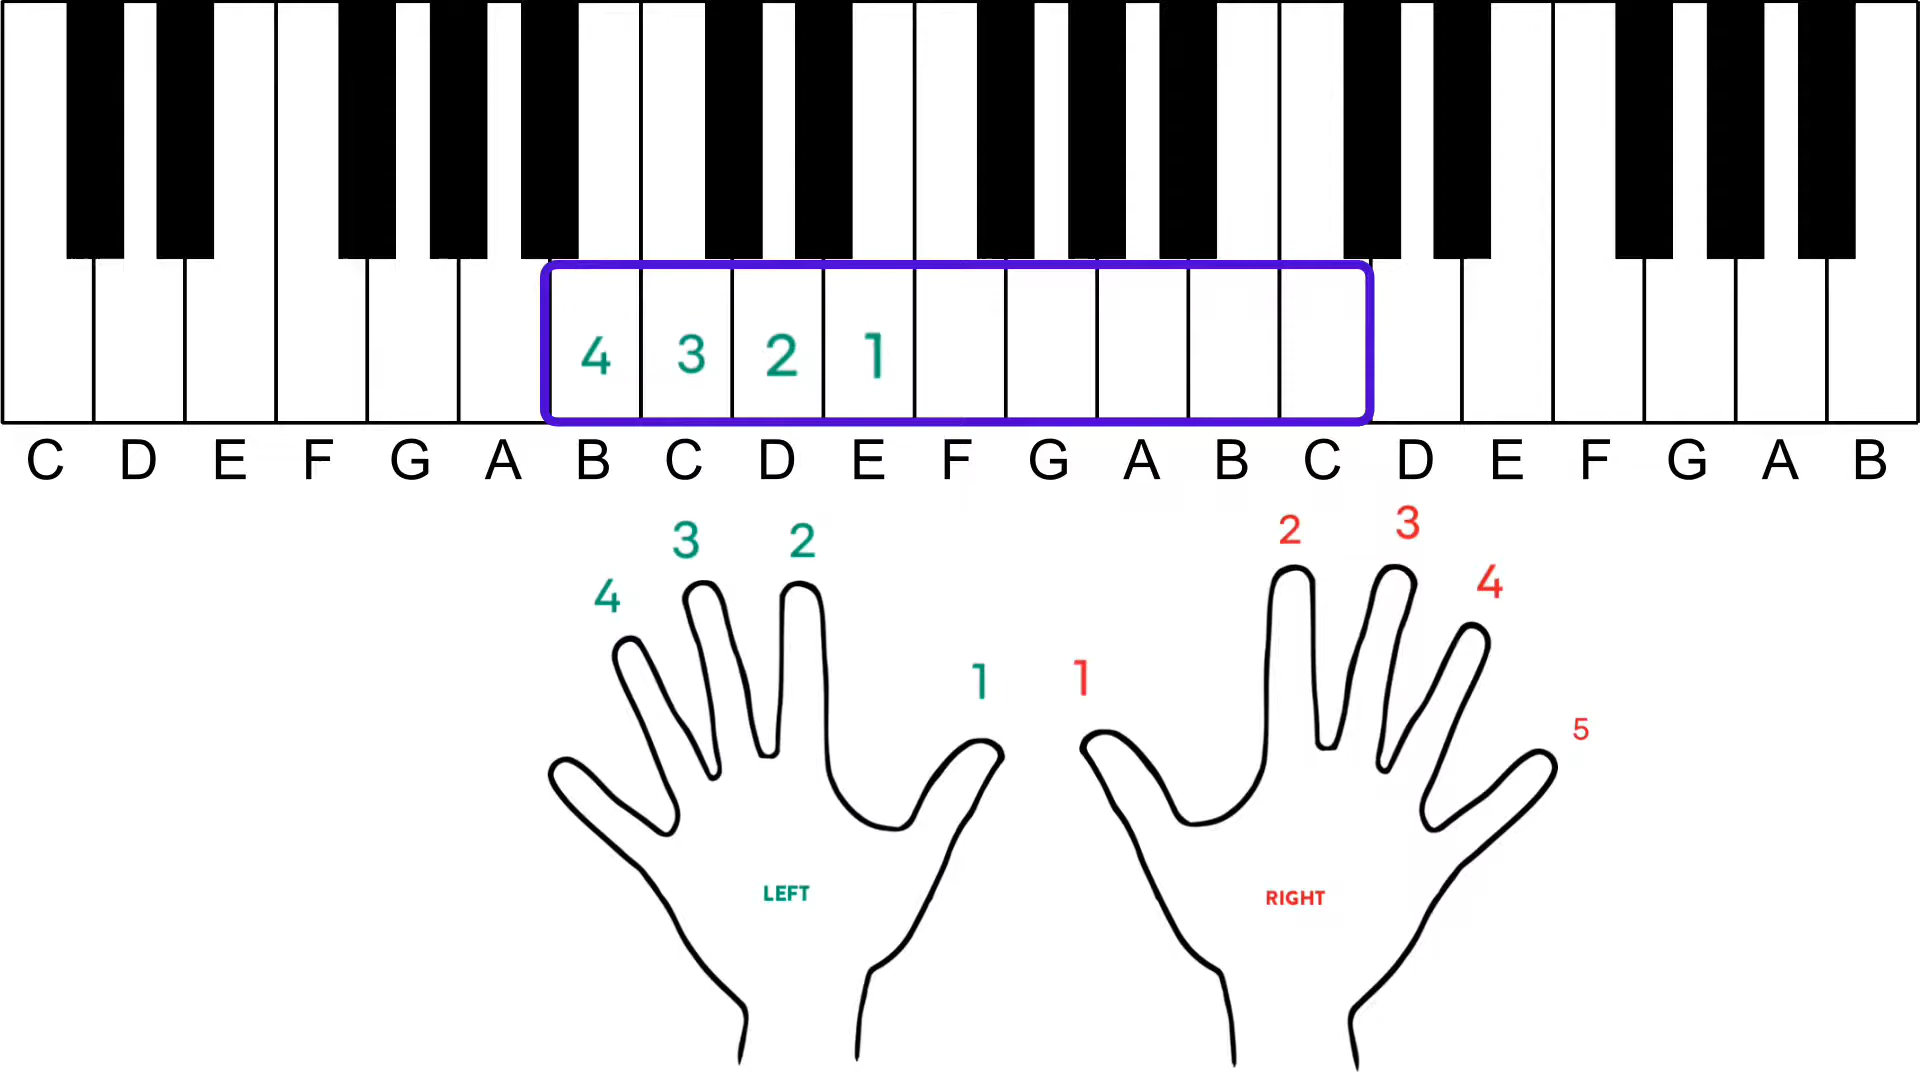 4 3 2 1
C D E F G A B C D E F G A B C D E F G A B
3 2 2 3
4 4
1 1
5
LEFT RIGHT